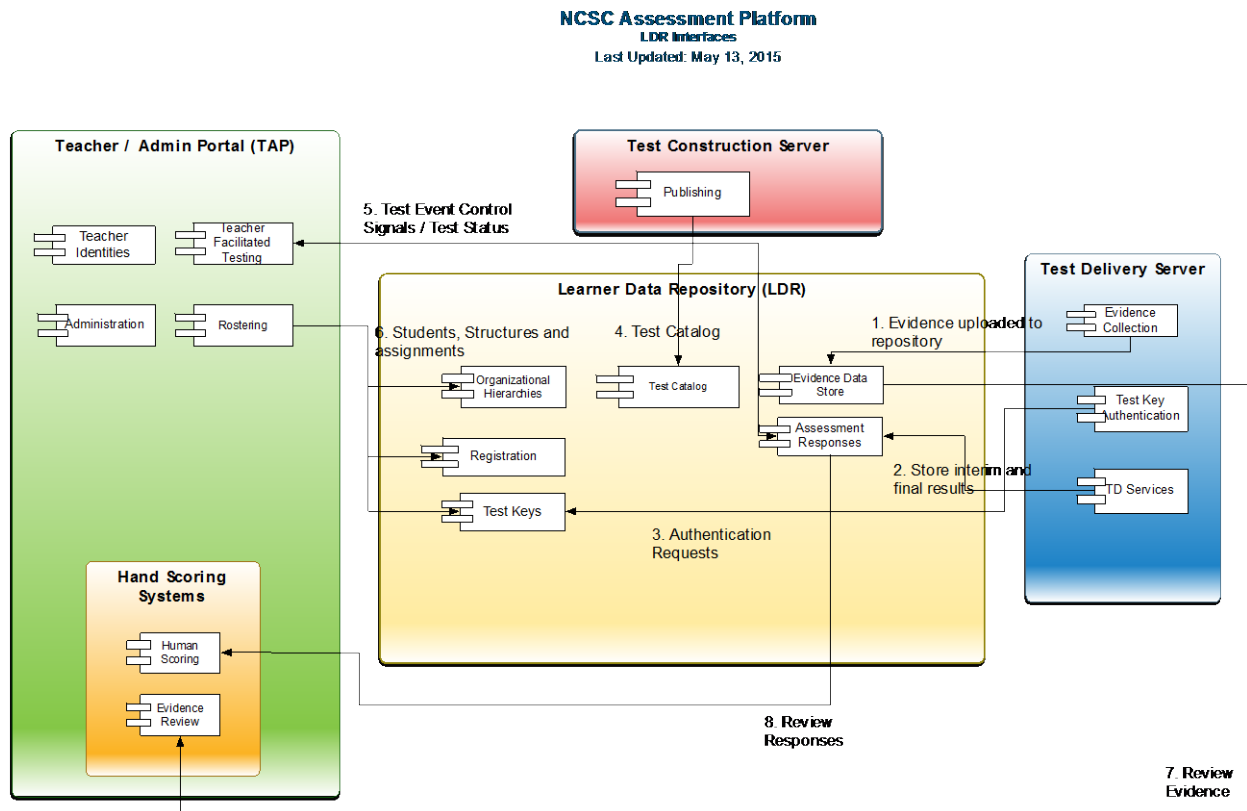 NCSC Assessment Platform
LDR Interfaces
Last Updated: May 13, 2015
Teacher / Admin Portal (TAP)
Teacher
Identities
Teacher
Facilitated
Testing
Administration
Rostering
Hand Scoring
Systems
Human
Scoring
Evidence
Review
5. Test Event Control
Signals / Test Status
Test Construction Server
Publishing
Learner Data Repository (LDR)
6. Students, Structures and
assignments
4. Test Catalog
1. Evidence uploaded to
repository
Organizational
Hierarchies
Test Catalog
Evidence Data
Store
Assessment
Responses
Registration
Test Keys
2. Store interim and
final results
3. Authentication
Requests
Test Delivery Server
Evidence
Collection
Test Key
Authentication
TD Services
8. Review
Responses
7. Review
Evidence